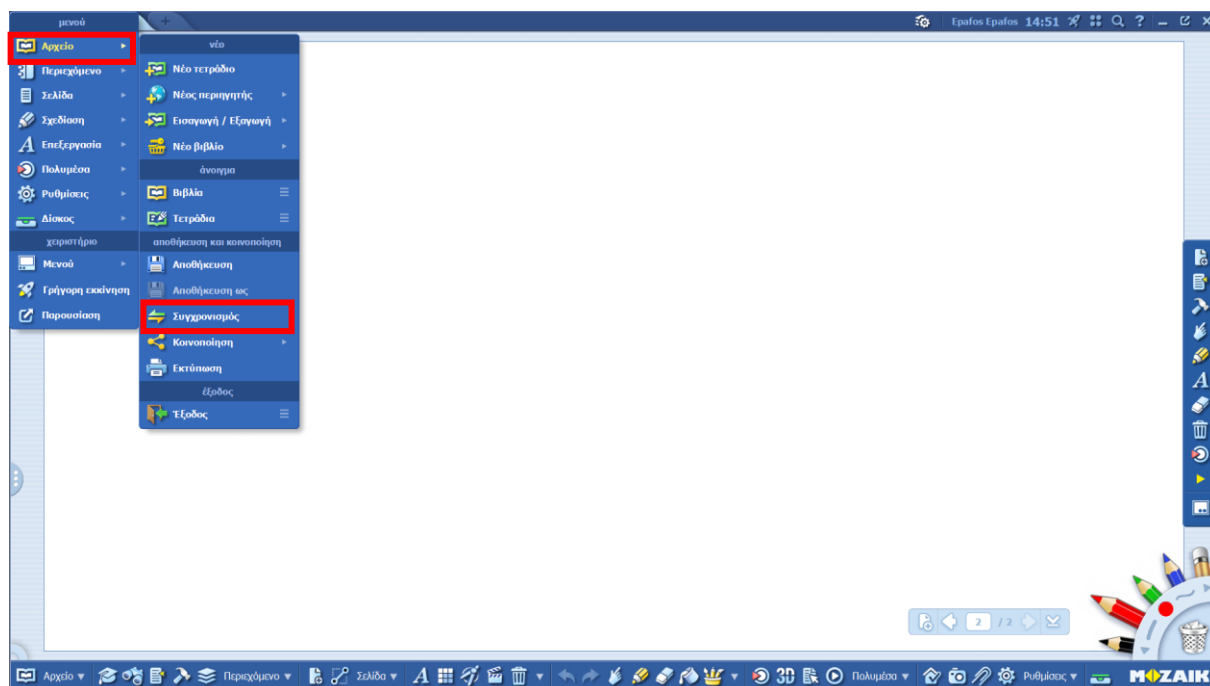 μενού
+
Epafos Epafos 14:51
?
Αρχείο
Περιεχόμενο
Σελίδα
Σχεδίαση
Επεξεργασία
Πολυμέσα
Ρυθμίσεις
Δίσκος
χειριστήριο
Μενού
Γρήγορη εκκίνηση
Παρουσίαση
νέο
Νέο τετράδιο
Νέος περιηγητής
Εισαγωγή / Εξαγωγή
Νέο βιβλίο
άνοιγμα
Βιβλία
Τετράδια
αποθήκευση και κοινοποίηση
Αποθήκευση
Αποθήκευση ως
Συγχρονισμός
Κοινοποίηση
Εκτύπωση
έξοδος
Έξοδος
A
2 / 2
Αρχείο Περιεχόμενο Σελίδα A 3D Πολυμέσα Ρυθμίσεις MOZAIK